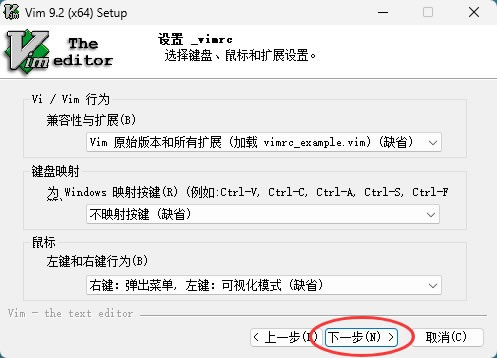 Vim 9.2 (x64) Setup
The
Vim editor
设置 _vimrc
选择键盘、鼠标和扩展设置。
Vi / Vim 行为
兼容性与扩展(B)
Vim 原始版本和所有扩展 (加载 vimrc_example.vim) (缺省)
键盘映射
为 Windows 映射按键(R) (例如:Ctrl-V, Ctrl-C, Ctrl-A, Ctrl-S, Ctrl-F
不映射按键 (缺省)
鼠标
左键和右键行为(B)
右键: 弹出菜单, 左键: 可视化模式 (缺省)
Vim - the text editor
< 上一步(P) 下一步(N) > 取消(C)